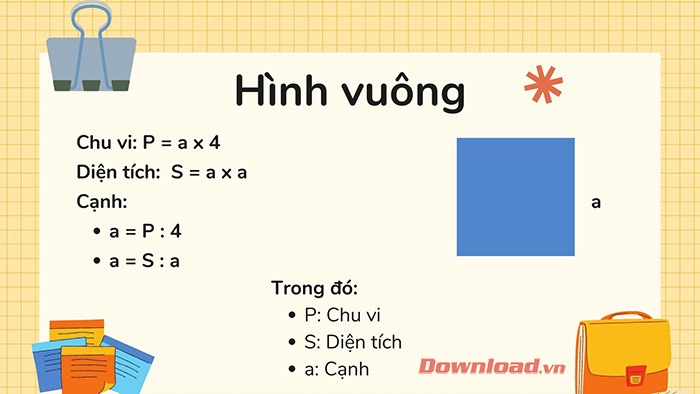 Hình vuông
Chu vi: P = a x 4
Diện tích: S = a x a
Cạnh:
• a = P : 4
• a = S : a
a
Trong đó:
• P: Chu vi
• S: Diện tích
• a: Cạnh
Download.vn